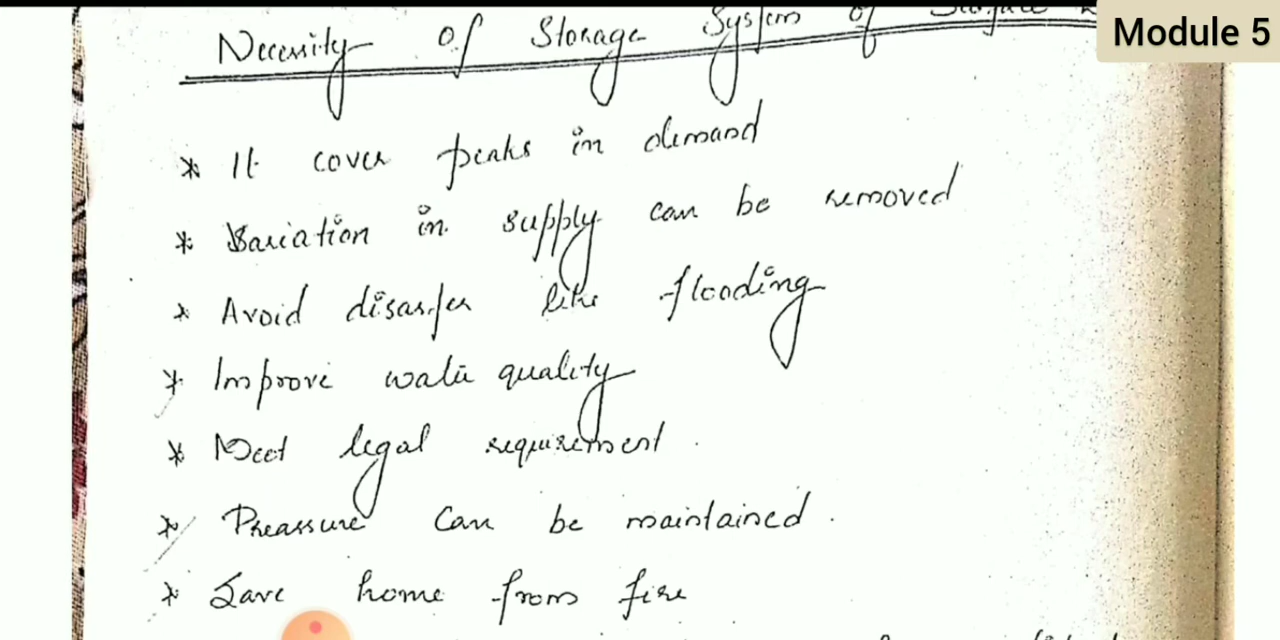 Necessity of Storage System of Surface
Module 5
* It cover peaks in demand
* Variation in supply can be removed
* Avoid disaster like flooding
* Improve water quality
* Meet legal requirement.
* Preassure can be maintained.
* Save home from fire